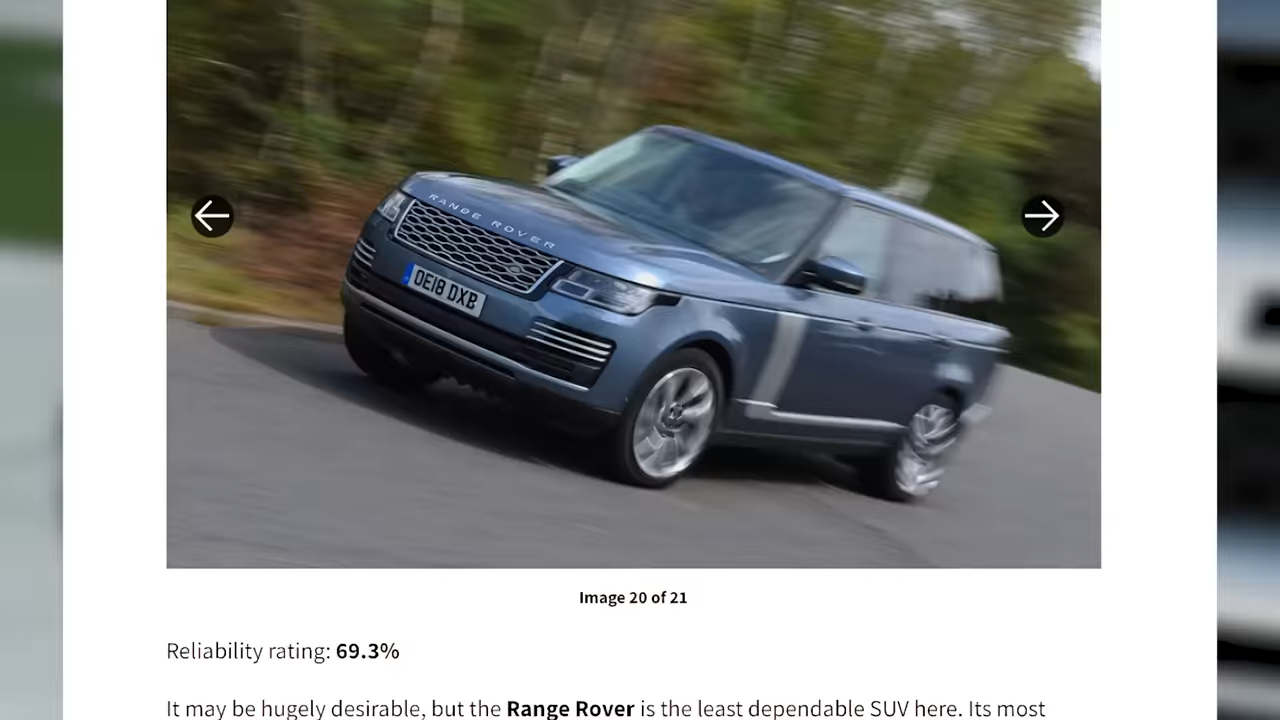 RANGE ROVER
OE18 DXB
Image 20 of 21
Reliability rating: 69.3%
It may be hugely desirable, but the Range Rover is the least dependable SUV here. Its most